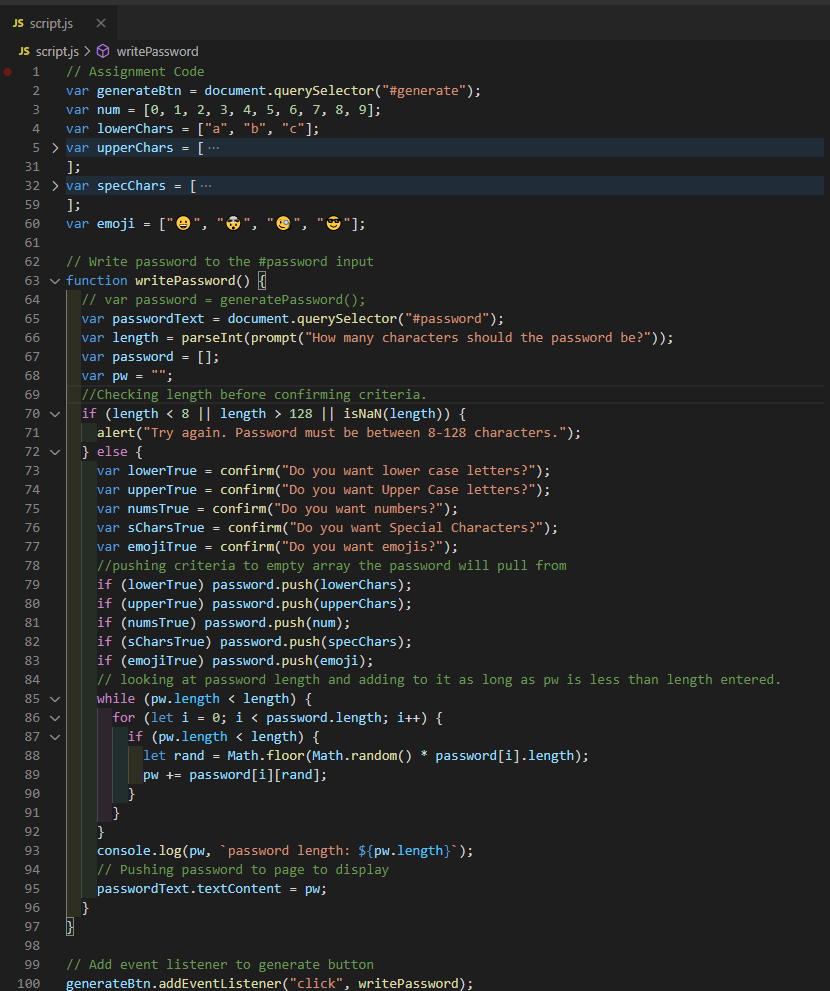 JS script.js ×
JS script.js > writePassword
1 // Assignment Code
2 var generateBtn = document.querySelector("#generate");
3 var num = [0, 1, 2, 3, 4, 5, 6, 7, 8, 9];
4 var lowerChars = ["a", "b", "c"];
5 > var upperChars = [ ···
31 ];
32 > var specChars = [ ···
59 ];
60 var emoji = ["😀", "🤯", "🧐", "😎"];
61
62 // Write password to the #password input
63 function writePassword() {
64   // var password = generatePassword();
65   var passwordText = document.querySelector("#password");
66   var length = parseInt(prompt("How many characters should the password be?"));
67   var password = [];
68   var pw = "";
69   //Checking length before confirming criteria.
70   if (length < 8 || length > 128 || isNaN(length)) {
71     alert("Try again. Password must be between 8-128 characters.");
72   } else {
73     var lowerTrue = confirm("Do you want lower case letters?");
74     var upperTrue = confirm("Do you want Upper Case letters?");
75     var numsTrue = confirm("Do you want numbers?");
76     var sCharsTrue = confirm("Do you want Special Characters?");
77     var emojiTrue = confirm("Do you want emojis?");
78     //pushing criteria to empty array the password will pull from
79     if (lowerTrue) password.push(lowerChars);
80     if (upperTrue) password.push(upperChars);
81     if (numsTrue) password.push(num);
82     if (sCharsTrue) password.push(specChars);
83     if (emojiTrue) password.push(emoji);
84     // looking at password length and adding to it as long as pw is less than length entered.
85     while (pw.length < length) {
86       for (let i = 0; i < password.length; i++) {
87         if (pw.length < length) {
88           let rand = Math.floor(Math.random() * password[i].length);
89           pw += password[i][rand];
90         }
91       }
92     }
93     console.log(pw, `password length: ${pw.length}`);
94     // Pushing password to page to display
95     passwordText.textContent = pw;
96   }
97 }
98
99 // Add event listener to generate button
100 generateBtn.addEventListener("click", writePassword);